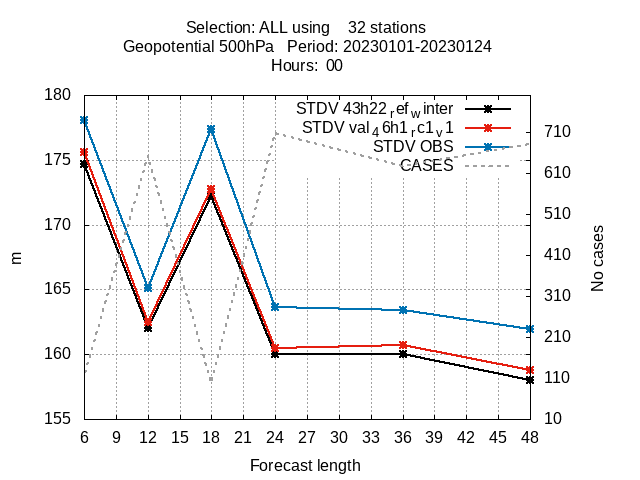 Selection: ALL using    32 stations
Geopotential 500hPa   Period: 20230101-20230124
Hours:  00
180
175
170
165
160
155
m
STDV 43h22refwinter
STDV val46h1rc1v1
STDV OBS
CASES
710
610
510
410
310
210
110
10
No cases
6 9 12 15 18 21 24 27 30 33 36 39 42 45 48
Forecast length